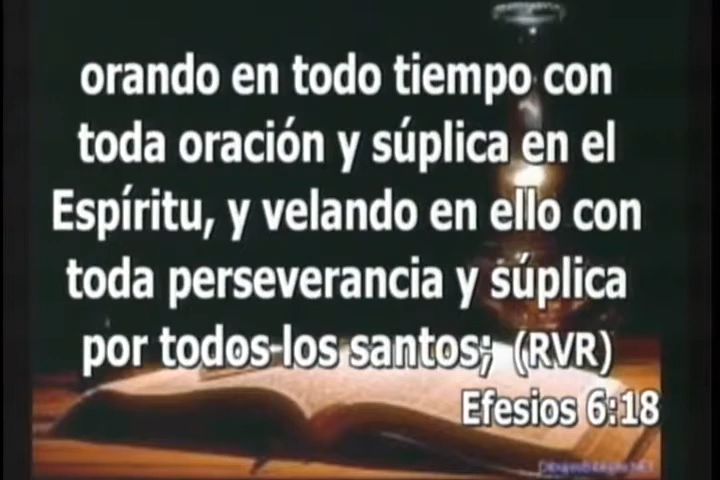 orando en todo tiempo con
toda oración y súplica en el
Espíritu, y velando en ello con
toda perseverancia y súplica
por todos los santos; (RVR)
Efesios 6:18